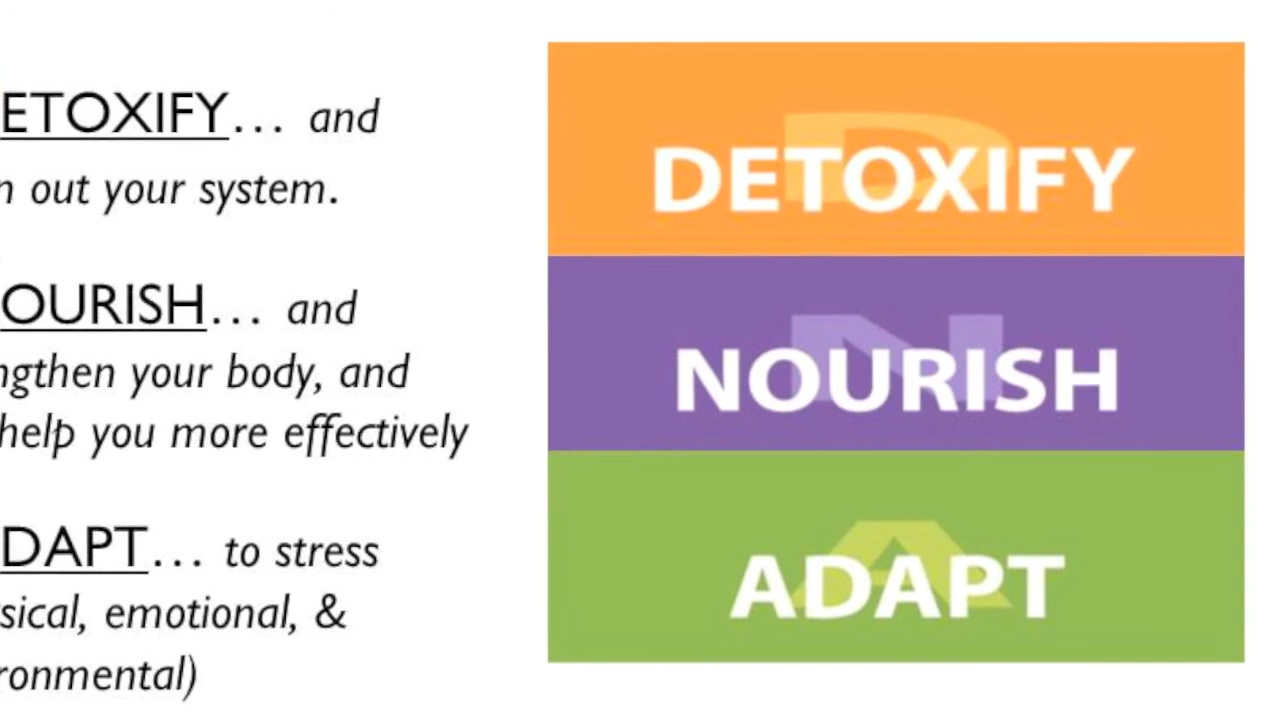 ETOXIFY... and
n out your system.
OURISH... and
ngthen your body, and
help you more effectively
DAPT... to stress
sical, emotional, &
ronmental)
D
DETOXIFY
N
NOURISH
A
ADAPT